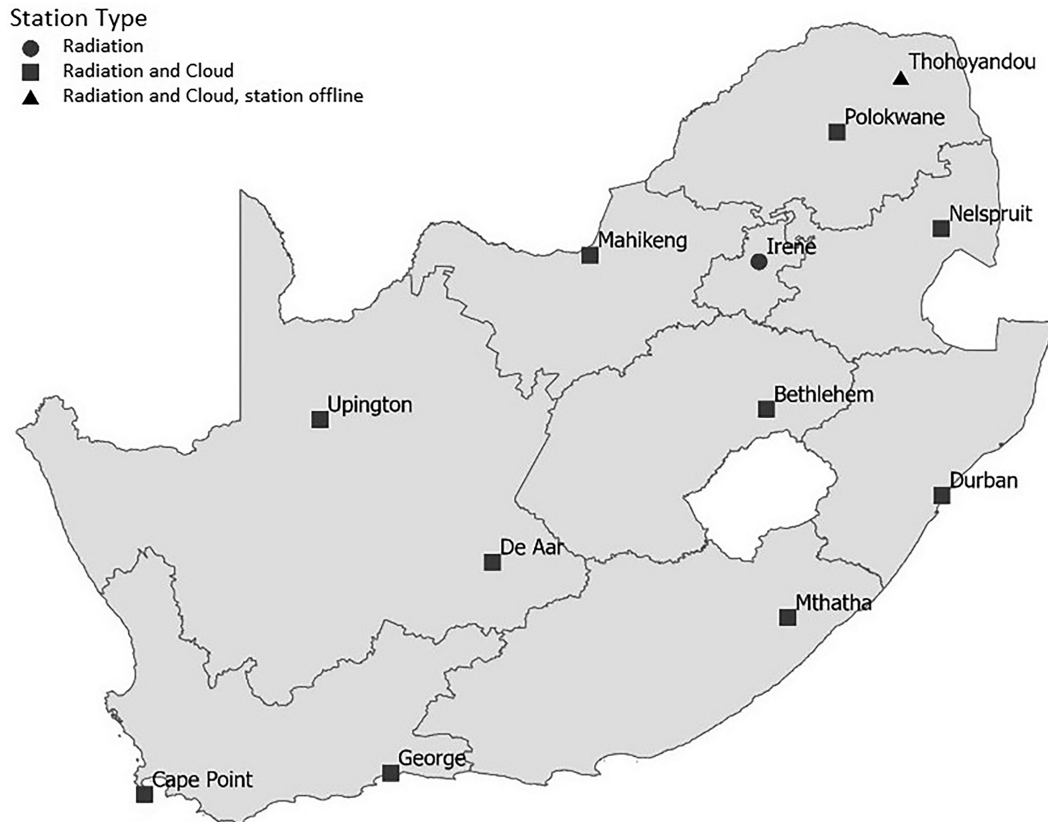 Station Type
Radiation
Radiation and Cloud
Radiation and Cloud, station offline
Thohoyandou
Polokwane
Nelspruit
Mahikeng
Irene
Upington
Bethlehem
Durban
De Aar
Mthatha
George
Cape Point